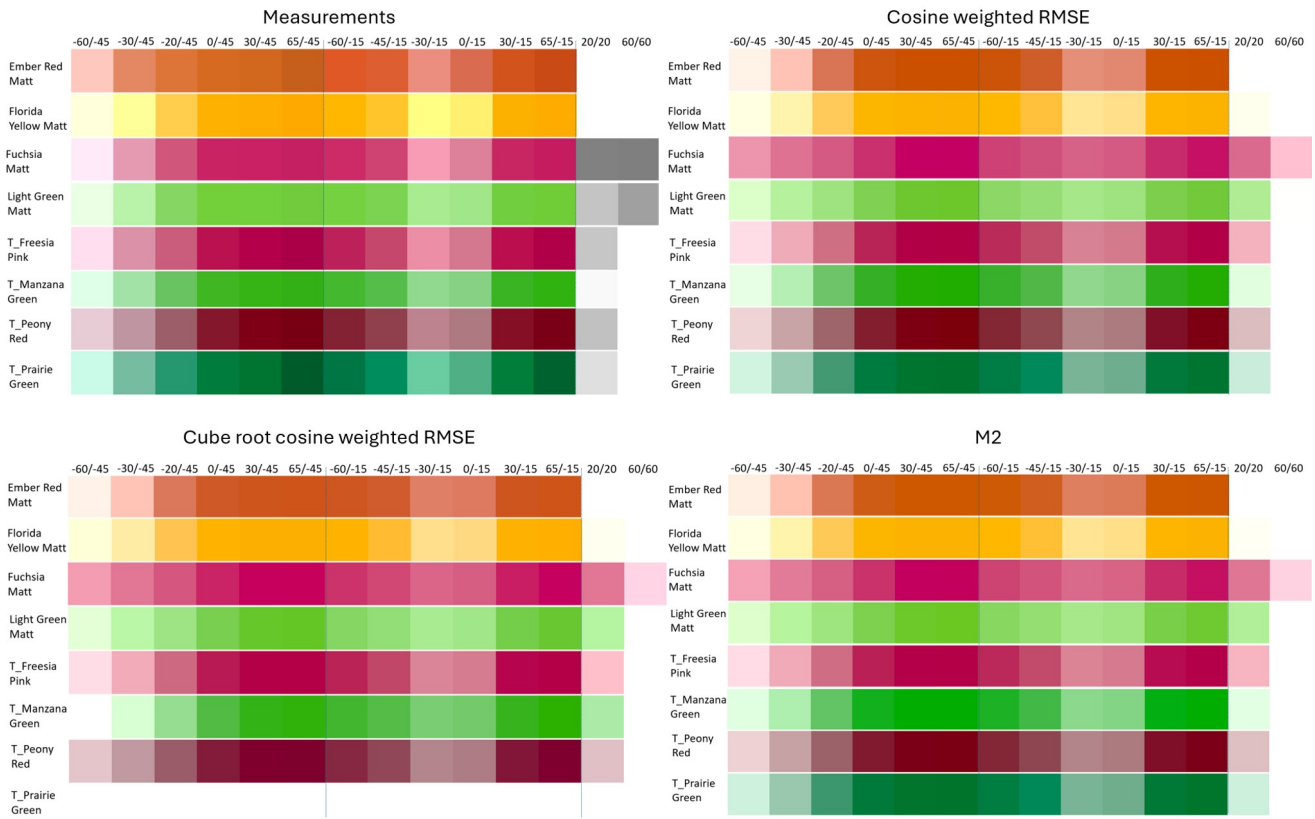 Measurements
-60/-45 -30/-45 -20/-45 0/-45 30/-45 65/-45 -60/-15 -45/-15 -30/-15 0/-15 30/-15 65/-15 20/20 60/60
Ember Red
Matt
Florida
Yellow Matt
Fuchsia
Matt
Light Green
Matt
T_Freesia
Pink
T_Manzana
Green
T_Peony
Red
T_Prairie
Green
Cosine weighted RMSE
-60/-45 -30/-45 -20/-45 0/-45 30/-45 65/-45 -60/-15 -45/-15 -30/-15 0/-15 30/-15 65/-15 20/20 60/60
Ember Red
Matt
Florida
Yellow Matt
Fuchsia
Matt
Light Green
Matt
T_Freesia
Pink
T_Manzana
Green
T_Peony
Red
T_Prairie
Green
Cube root cosine weighted RMSE
-60/-45 -30/-45 -20/-45 0/-45 30/-45 65/-45 -60/-15 -45/-15 -30/-15 0/-15 30/-15 65/-15 20/20 60/60
Ember Red
Matt
Florida
Yellow Matt
Fuchsia
Matt
Light Green
Matt
T_Freesia
Pink
T_Manzana
Green
T_Peony
Red
T_Prairie
Green
M2
-60/-45 -30/-45 -20/-45 0/-45 30/-45 65/-45 -60/-15 -45/-15 -30/-15 0/-15 30/-15 65/-15 20/20 60/60
Ember Red
Matt
Florida
Yellow Matt
Fuchsia
Matt
Light Green
Matt
T_Freesia
Pink
T_Manzana
Green
T_Peony
Red
T_Prairie
Green